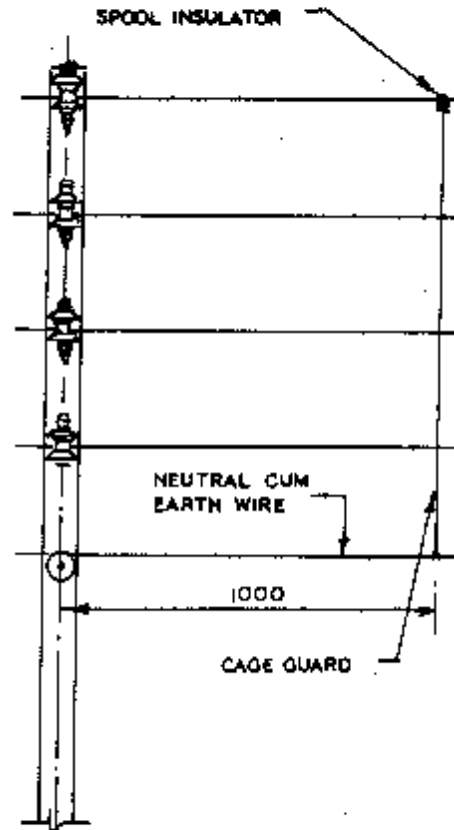 SPOOL INSULATOR
NEUTRAL CUM
EARTH WIRE
1000
CAGE GUARD